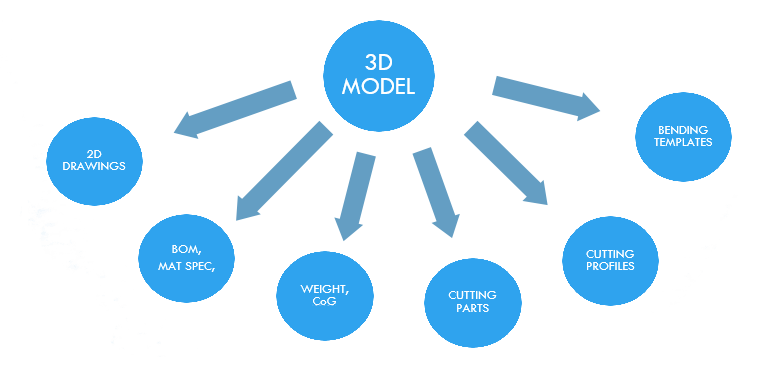 3D
MODEL
2D
DRAWINGS
BOM,
MAT SPEC,
WEIGHT,
CoG
CUTTING
PARTS
CUTTING
PROFILES
BENDING
TEMPLATES